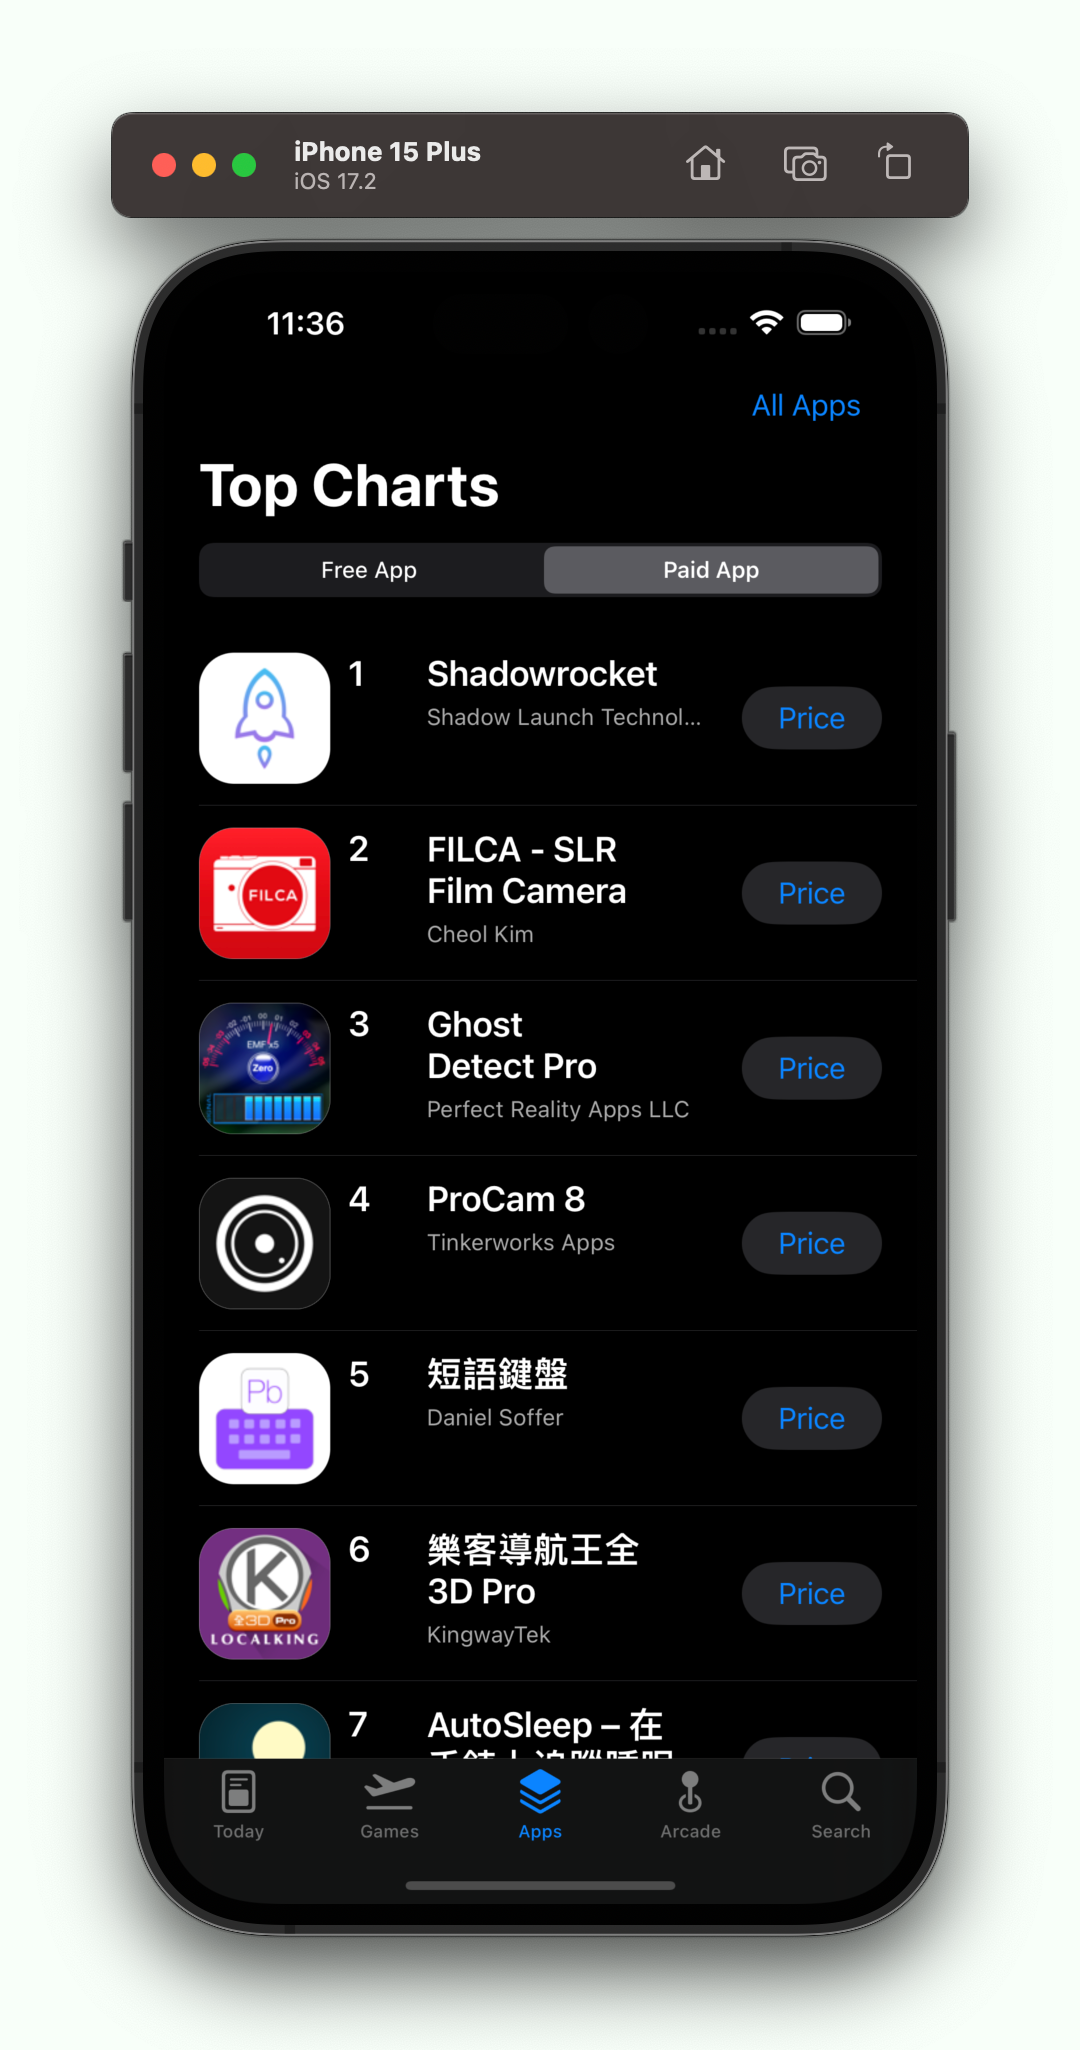 iPhone 15 Plus
iOS 17.2
11:36
All Apps
Top Charts
Free App
Paid App
1
Shadowrocket
Shadow Launch Technol...
Price
FILCA
2
FILCA - SLR
Film Camera
Cheol Kim
Price
EMF x5
Zero
3
Ghost
Detect Pro
Perfect Reality Apps LLC
Price
4
ProCam 8
Tinkerworks Apps
Price
Pb
5
短語鍵盤
Daniel Soffer
Price
K
全3D Pro
LOCALKING
6
樂客導航王全
3D Pro
KingwayTek
Price
7
AutoSleep – 在
Today
Games
Apps
Arcade
Search